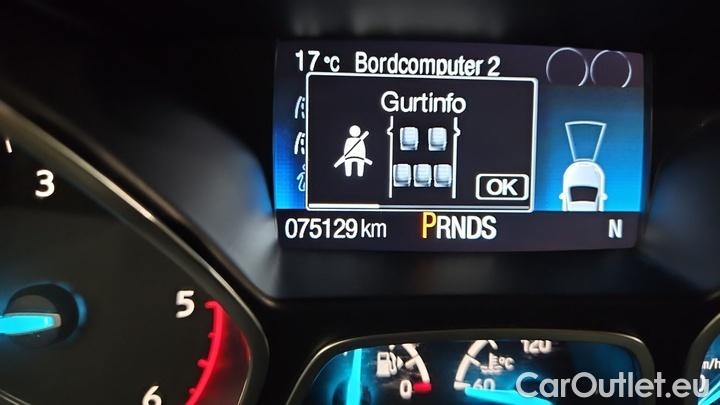 17 °C Bordcomputer 2
Gurtinfo
OK
075129 km PRNDS N
3
5
6
0
60
°C
120
CarOutlet.eu